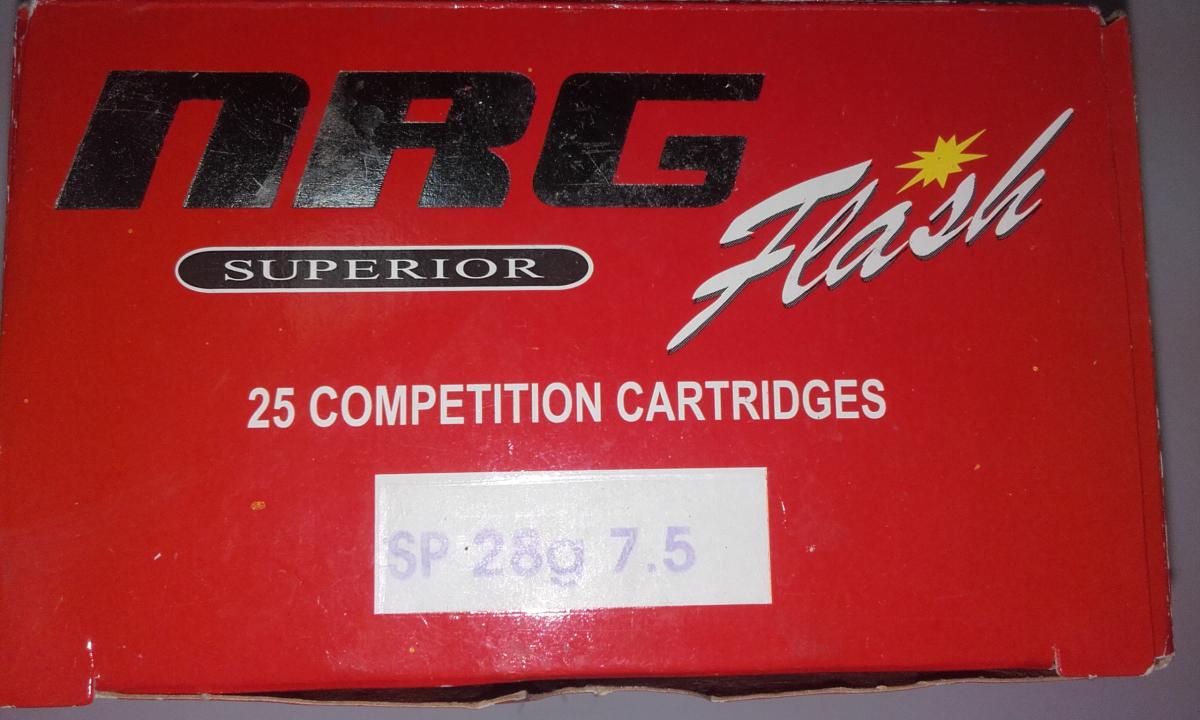 NRG
Flash
SUPERIOR
25 COMPETITION CARTRIDGES
SP 28g 7.5